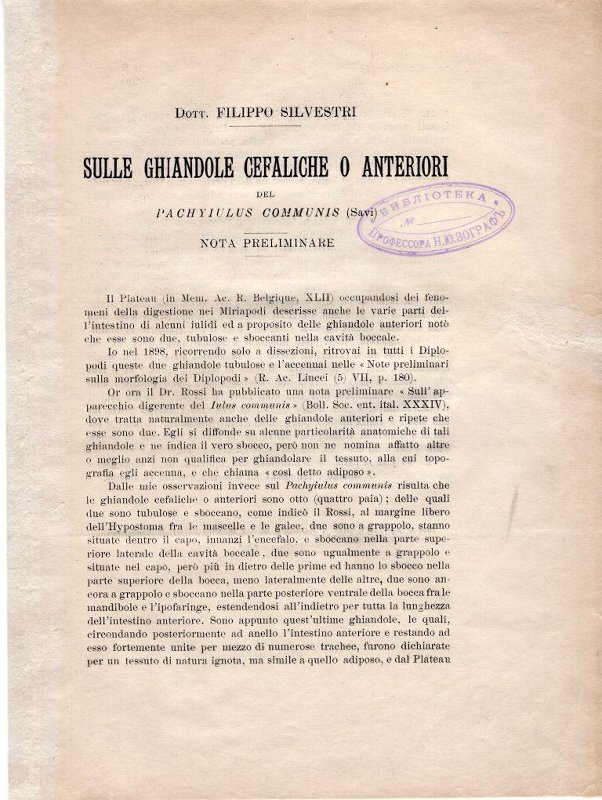 Dott. FILIPPO SILVESTRI
SULLE GHIANDOLE CEFALICHE O ANTERIORI
DEL
PACHYIULUS COMMUNIS (Savi)
NOTA PRELIMINARE
БИБЛІОТЕКА
№
ПРОФЕССОРА Н.Ю.ЗОГРАФЪ
Il Plateau (in Mem. Ac. R. Belgique, XLII) occupandosi dei feno-
meni della digestione nei Miriapodi descrisse anche le varie parti del-
l'intestino di alcuni iulidi ed a proposito delle ghiandole anteriori notò
che esse sono due, tubulose e sboccanti nella cavità boccale.
Io nel 1898, ricorrendo solo a dissezioni, ritrovai in tutti i Diplo-
podi queste due ghiandole tubulose e l'accennai nelle « Note preliminari
sulla morfologia dei Diplopodi » (R. Ac. Lincei (5) VII, p. 180).
Or ora il Dr. Rossi ha pubblicato una nota preliminare « Sull'ap-
parecchio digerente del Iulus communis » (Boll. Soc. ent. ital. XXXIV),
dove tratta naturalmente anche delle ghiandole anteriori e ripete che
esse sono due. Egli si diffonde su alcune particolarità anatomiche di tali
ghiandole e ne indica il vero sbocco, però non ne nomina affatto altre
o meglio anzi non qualifica per ghiandolare il tessuto, alla cui topo-
grafia egli accenna, e che chiama « così detto adiposo ».
Dalle mie osservazioni invece sul Pachyiulus communis risulta che
le ghiandole cefaliche o anteriori sono otto (quattro paia) ; delle quali
due sono tubulose e sboccano, come indicò il Rossi, al margine libero
dell'Hypostoma fra le mascelle e le galee, due sono a grappolo, stanno
situate dentro il capo, innanzi l'encefalo, e sboccano nella parte supe-
riore laterale della cavità boccale , due sono ugualmente a grappolo e
situate nel capo, però più in dietro delle prime ed hanno lo sbocco nella
parte superiore della bocca, meno lateralmente delle altre, due sono an-
cora a grappolo e sboccano nella parte posteriore ventrale della bocca fra le
mandibole e l'ipofaringe, estendendosi all'indietro per tutta la lunghezza
dell'intestino anteriore. Sono appunto quest'ultime ghiandole, le quali,
circondando posteriormente ad anello l'intestino anteriore e restando ad
esso fortemente unite per mezzo di numerose trachee, furono dichiarate
per un tessuto di natura ignota, ma simile a quello adiposo, e dal Plateau